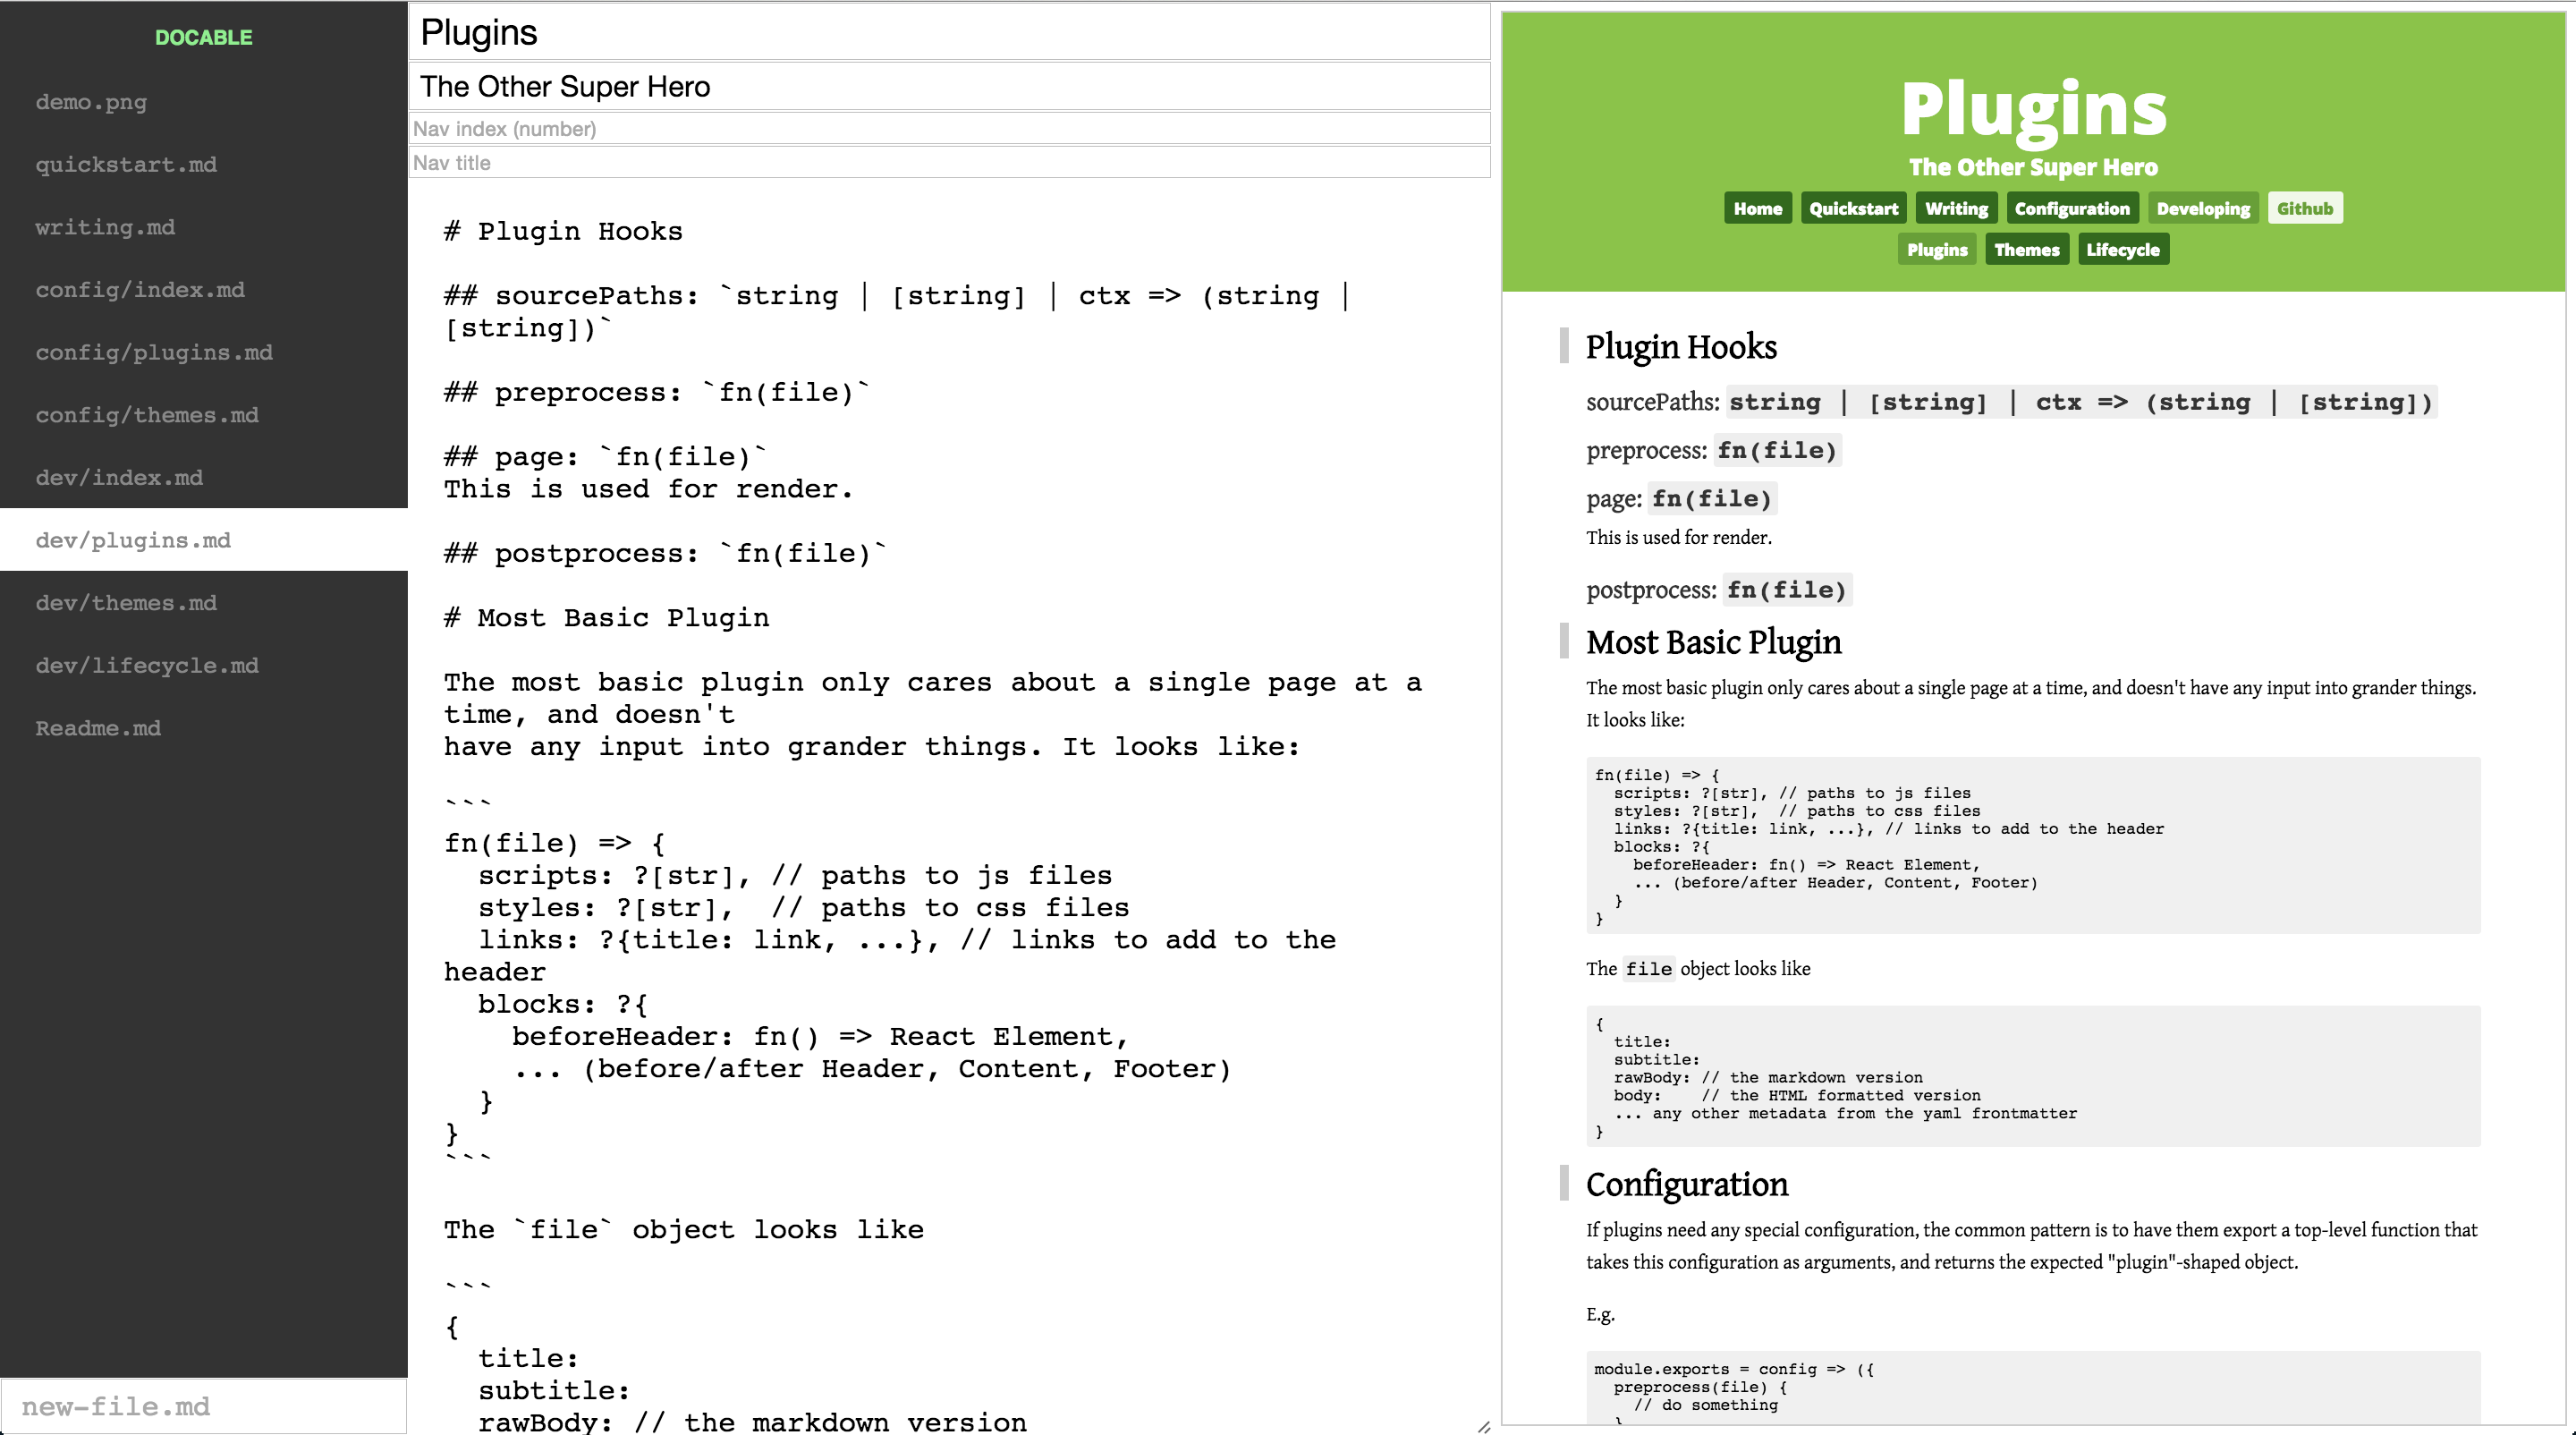 DOCABLE
demo.png
quickstart.md
writing.md
config/index.md
config/plugins.md
config/themes.md
dev/index.md
dev/plugins.md
dev/themes.md
dev/lifecycle.md
Readme.md
new-file.md
Plugins
The Other Super Hero
Nav index (number)
Nav title
# Plugin Hooks
## sourcePaths: `string | [string] | ctx => (string |
[string])`
## preprocess: `fn(file)`
## page: `fn(file)`
This is used for render.
## postprocess: `fn(file)`
# Most Basic Plugin
The most basic plugin only cares about a single page at a
time, and doesn't
have any input into grander things. It looks like:
```
fn(file) => {
  scripts: ?[str], // paths to js files
  styles: ?[str],  // paths to css files
  links: ?{title: link, ...}, // links to add to the
header
  blocks: ?{
    beforeHeader: fn() => React Element,
    ... (before/after Header, Content, Footer)
  }
}
```
The `file` object looks like
```
{
  title:
  subtitle:
  rawBody: // the markdown version
Plugins
The Other Super Hero
Home Quickstart Writing Configuration Developing Github
Plugins Themes Lifecycle
Plugin Hooks
sourcePaths: string | [string] | ctx => (string | [string])
preprocess: fn(file)
page: fn(file)
This is used for render.
postprocess: fn(file)
Most Basic Plugin
The most basic plugin only cares about a single page at a time, and doesn't have any input into grander things.
It looks like:
fn(file) => {
  scripts: ?[str], // paths to js files
  styles: ?[str],  // paths to css files
  links: ?{title: link, ...}, // links to add to the header
  blocks: ?{
    beforeHeader: fn() => React Element,
    ... (before/after Header, Content, Footer)
  }
}
The file object looks like
{
  title:
  subtitle:
  rawBody: // the markdown version
  body:    // the HTML formatted version
  ... any other metadata from the yaml frontmatter
}
Configuration
If plugins need any special configuration, the common pattern is to have them export a top-level function that
takes this configuration as arguments, and returns the expected "plugin"-shaped object.
E.g.
module.exports = config => ({
  preprocess(file) {
    // do something
  }